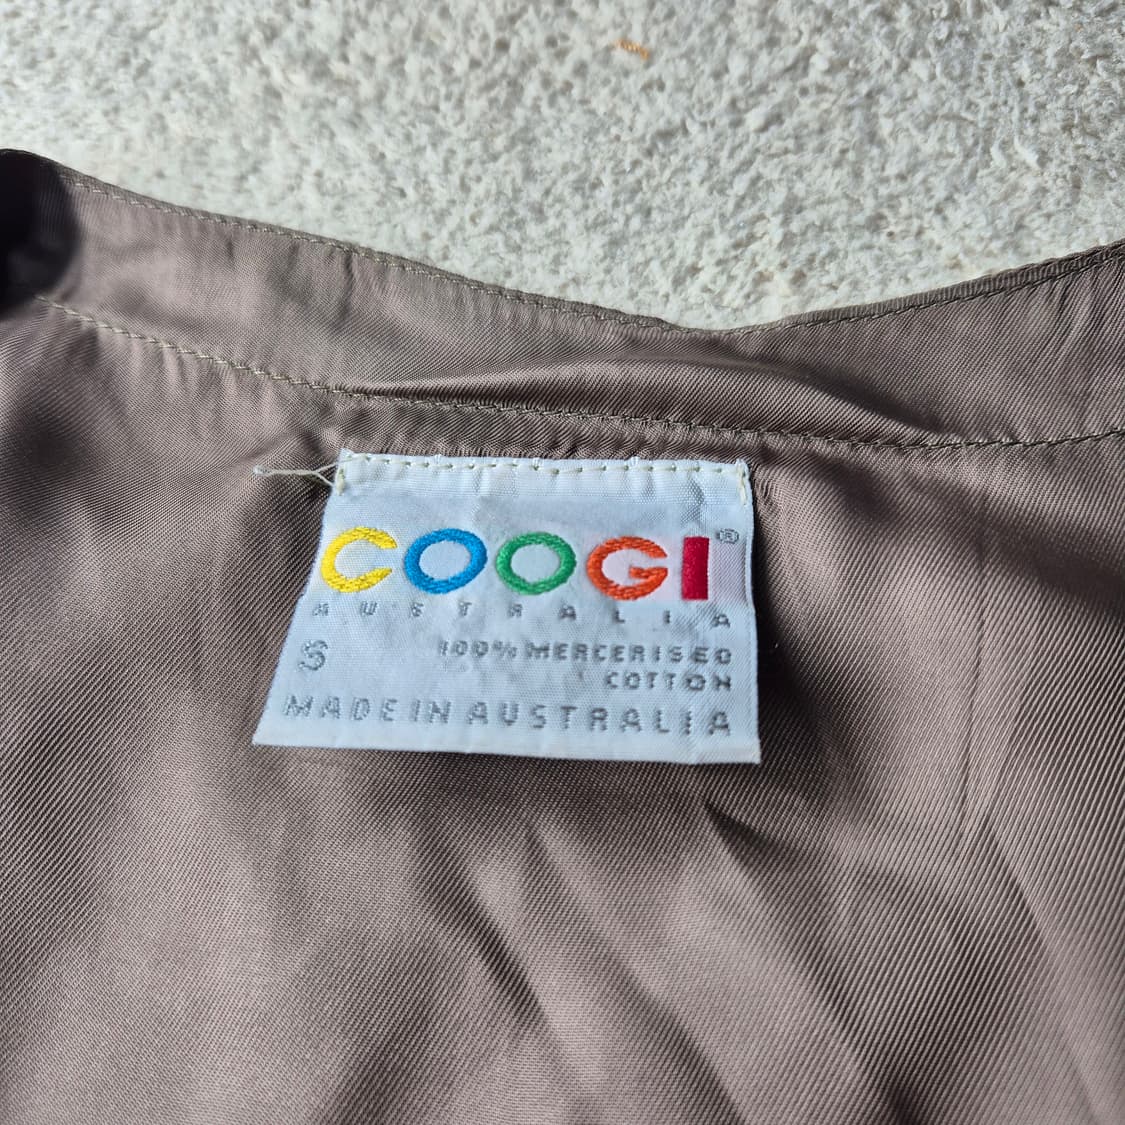 COOGI®
AUSTRALIA
S 100% MERCERISED
COTTON
MADE IN AUSTRALIA